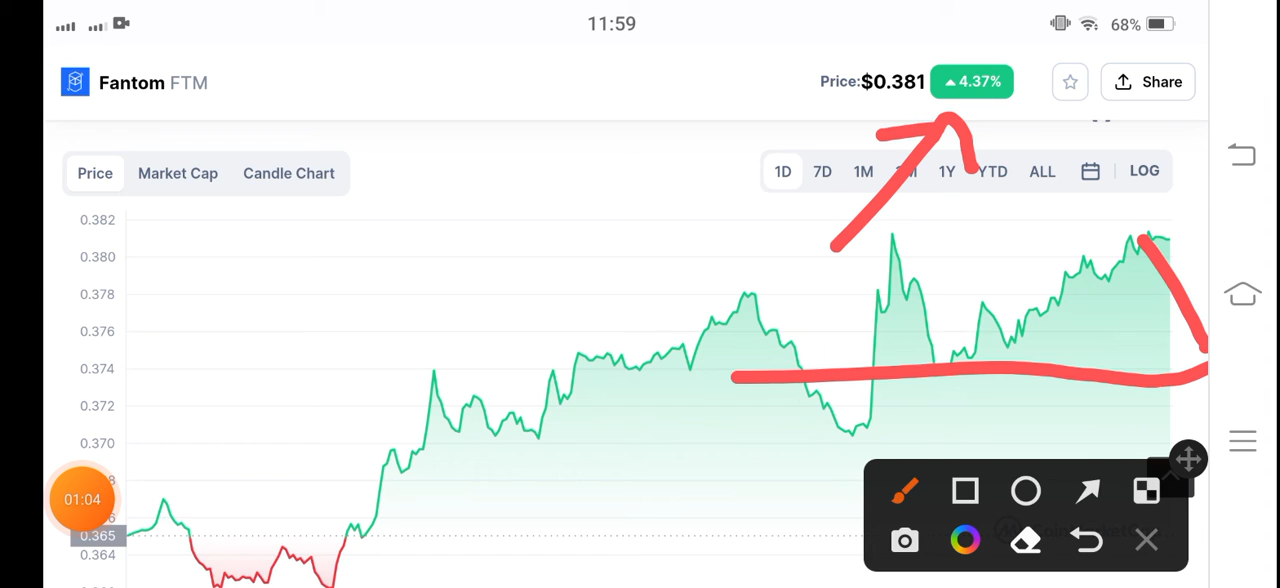 11:59
68%
Fantom FTM
Price:$0.381 4.37%
Share
Price Market Cap Candle Chart
1D 7D 1M 1Y YTD ALL LOG
0.382
0.380
0.378
0.376
0.374
0.372
0.370
01:04
0.365
0.364